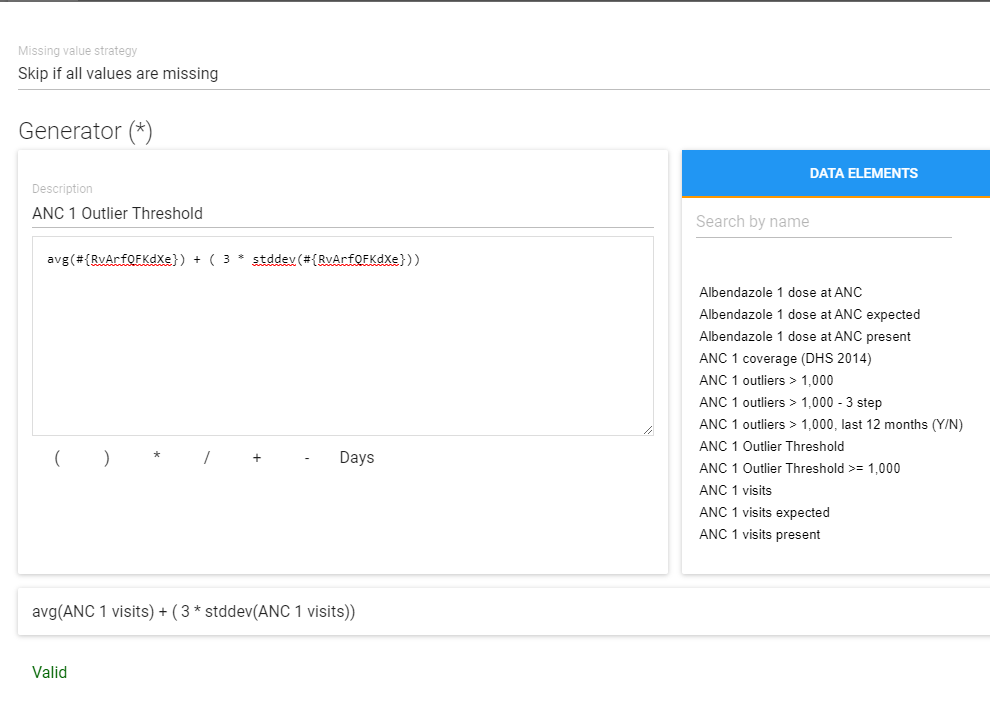 Missing value strategy
Skip if all values are missing
Generator (*)
Description
ANC 1 Outlier Threshold
avg(#{RvArfQFKdXe}) + ( 3 * stddev(#{RvArfQFKdXe}))
( ) * / + - Days
DATA ELEMENTS
Search by name
Albendazole 1 dose at ANC
Albendazole 1 dose at ANC expected
Albendazole 1 dose at ANC present
ANC 1 coverage (DHS 2014)
ANC 1 outliers > 1,000
ANC 1 outliers > 1,000 - 3 step
ANC 1 outliers > 1,000, last 12 months (Y/N)
ANC 1 Outlier Threshold
ANC 1 Outlier Threshold >= 1,000
ANC 1 visits
ANC 1 visits expected
ANC 1 visits present
avg(ANC 1 visits) + ( 3 * stddev(ANC 1 visits))
Valid